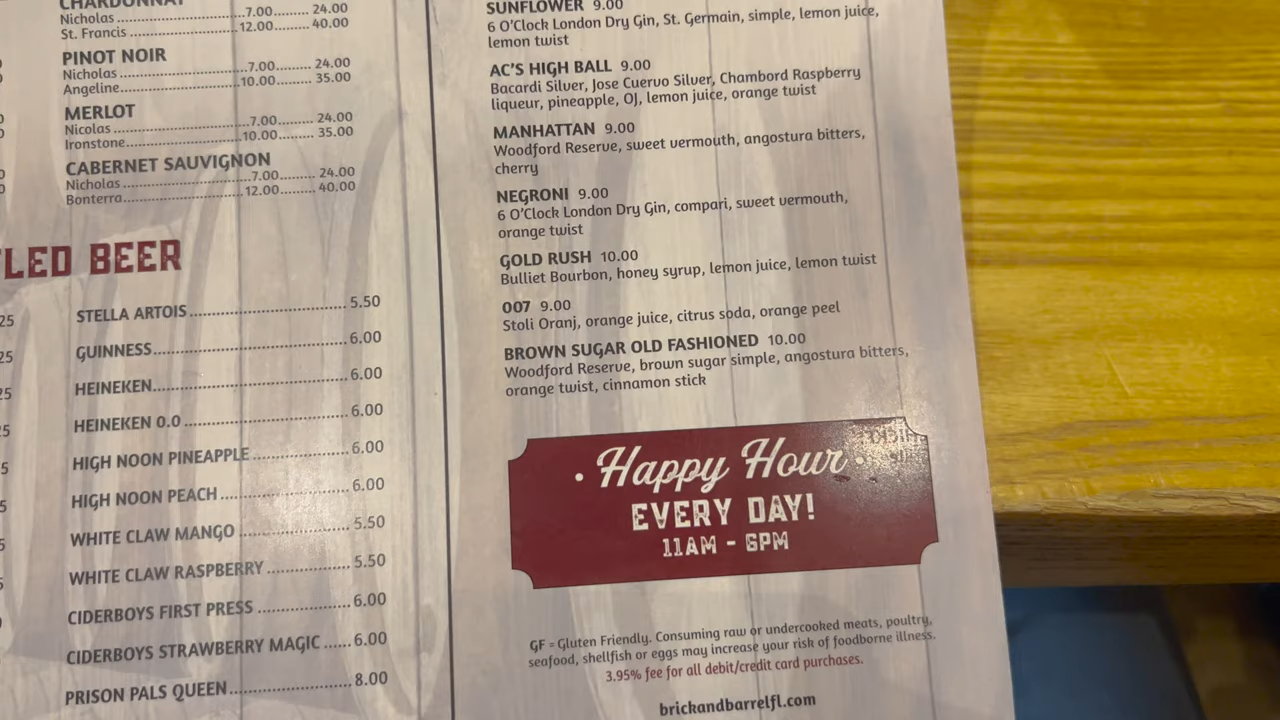 CHARDONNAY
Nicholas 7.00 24.00
St. Francis 12.00 40.00
PINOT NOIR
Nicholas 7.00 24.00
Angeline 10.00 35.00
MERLOT
Nicolas 7.00 24.00
Ironstone 10.00 35.00
CABERNET SAUVIGNON
Nicholas 7.00 24.00
Bonterra 12.00 40.00
LED BEER
STELLA ARTOIS 5.50
GUINNESS 6.00
HEINEKEN 6.00
HEINEKEN 0.0 6.00
HIGH NOON PINEAPPLE 6.00
HIGH NOON PEACH 6.00
WHITE CLAW MANGO 5.50
WHITE CLAW RASPBERRY 5.50
CIDERBOYS FIRST PRESS 6.00
CIDERBOYS STRAWBERRY MAGIC 6.00
PRISON PALS QUEEN 8.00
SUNFLOWER 9.00
6 O'Clock London Dry Gin, St. Germain, simple, lemon juice,
lemon twist
AC'S HIGH BALL 9.00
Bacardi Silver, Jose Cuervo Silver, Chambord Raspberry
liqueur, pineapple, OJ, lemon juice, orange twist
MANHATTAN 9.00
Woodford Reserve, sweet vermouth, angostura bitters,
cherry
NEGRONI 9.00
6 O'Clock London Dry Gin, compari, sweet vermouth,
orange twist
GOLD RUSH 10.00
Bulliet Bourbon, honey syrup, lemon juice, lemon twist
007 9.00
Stoli Oranj, orange juice, citrus soda, orange peel
BROWN SUGAR OLD FASHIONED 10.00
Woodford Reserve, brown sugar simple, angostura bitters,
orange twist, cinnamon stick
· Happy Hour ·
EVERY DAY!
11AM - 6PM
GF = Gluten Friendly. Consuming raw or undercooked meats, poultry,
seafood, shellfish or eggs may increase your risk of foodborne illness.
3.95% fee for all debit/credit card purchases.
brickandbarrelfl.com